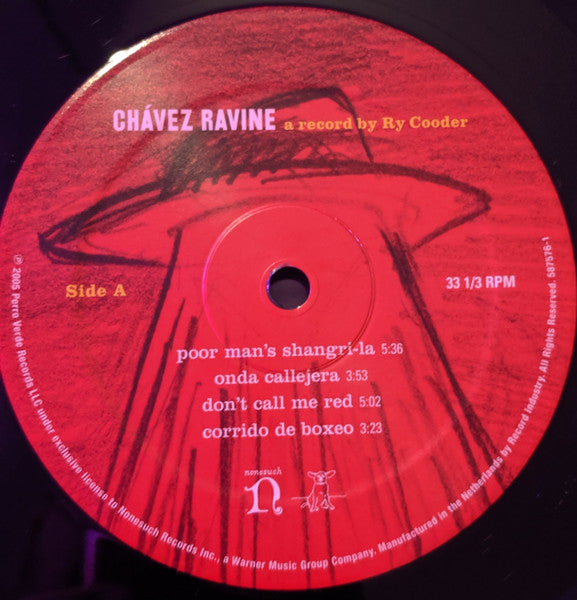 CHÁVEZ RAVINE a record by Ry Cooder
Side A
33 1/3 RPM
poor man's shangri-la 5:36
onda callejera 3:53
don't call me red 5:02
corrido de boxeo 3:23
nonesuch
N
℗ 2005 Perro Verde Records LLC under exclusive license to Nonesuch Records Inc., a Warner Music Group Company. Manufactured in the Netherlands by Record Industry. All Rights Reserved. 587576-1